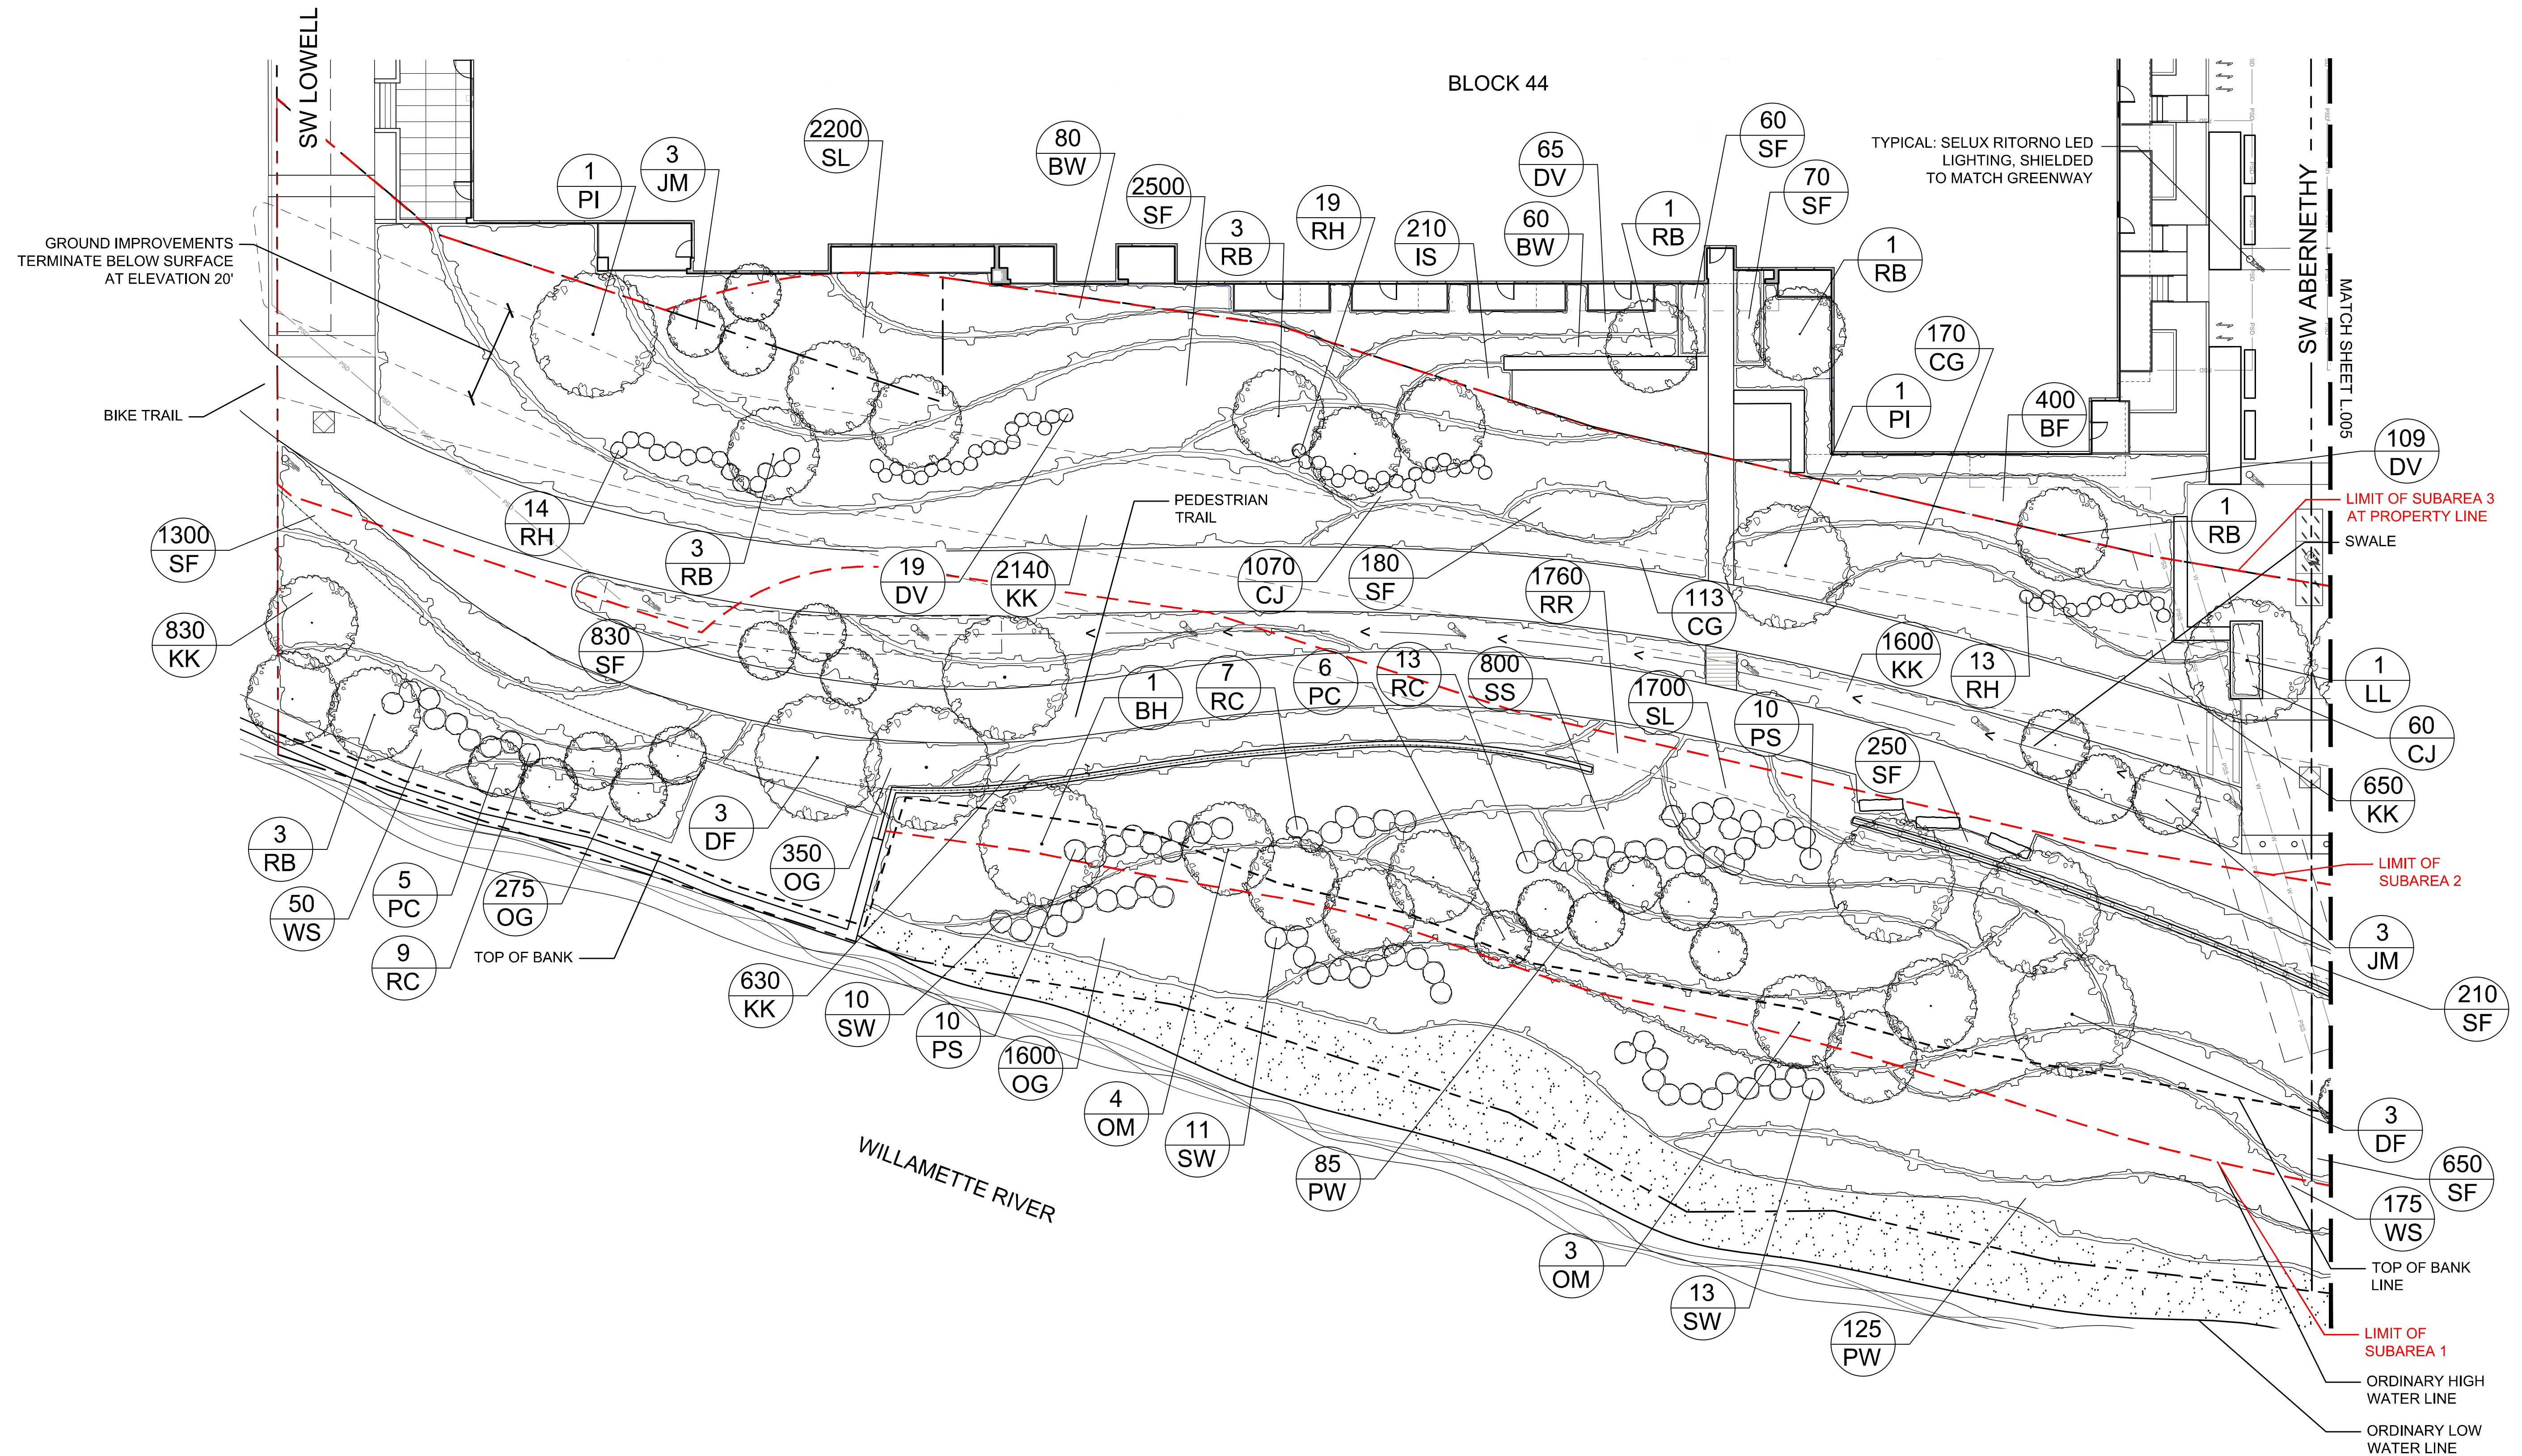 SW LOWELL
BLOCK 44
2200
SL
80
BW
60
SF
65
DV
70
SF
TYPICAL: SELUX RITORNO LED
LIGHTING, SHIELDED
TO MATCH GREENWAY
1
PI
3
JM
2500
SF
3
RB
19
RH
210
IS
60
BW
1
RB
1
RB
SW ABERNETHY
MATCH SHEET L.005
GROUND IMPROVEMENTS
TERMINATE BELOW SURFACE
AT ELEVATION 20'
170
CG
1
PI
400
BF
109
DV
BIKE TRAIL
LIMIT OF SUBAREA 3
AT PROPERTY LINE
SWALE
1
RB
PEDESTRIAN
TRAIL
14
RH
1300
SF
3
RB
19
DV
2140
KK
1070
CJ
180
SF
1760
RR
113
CG
830
KK
830
SF
1
BH
7
RC
6
PC
13
RC
800
SS
1700
SL
10
PS
1600
KK
13
RH
1
LL
60
CJ
250
SF
650
KK
3
RB
3
DF
350
OG
LIMIT OF
SUBAREA 2
50
WS
5
PC
275
OG
9
RC
TOP OF BANK
3
JM
630
KK
10
SW
10
PS
1600
OG
210
SF
4
OM
11
SW
85
PW
3
DF
WILLAMETTE RIVER
650
SF
175
WS
3
OM
13
SW
125
PW
TOP OF BANK
LINE
LIMIT OF
SUBAREA 1
ORDINARY HIGH
WATER LINE
ORDINARY LOW
WATER LINE